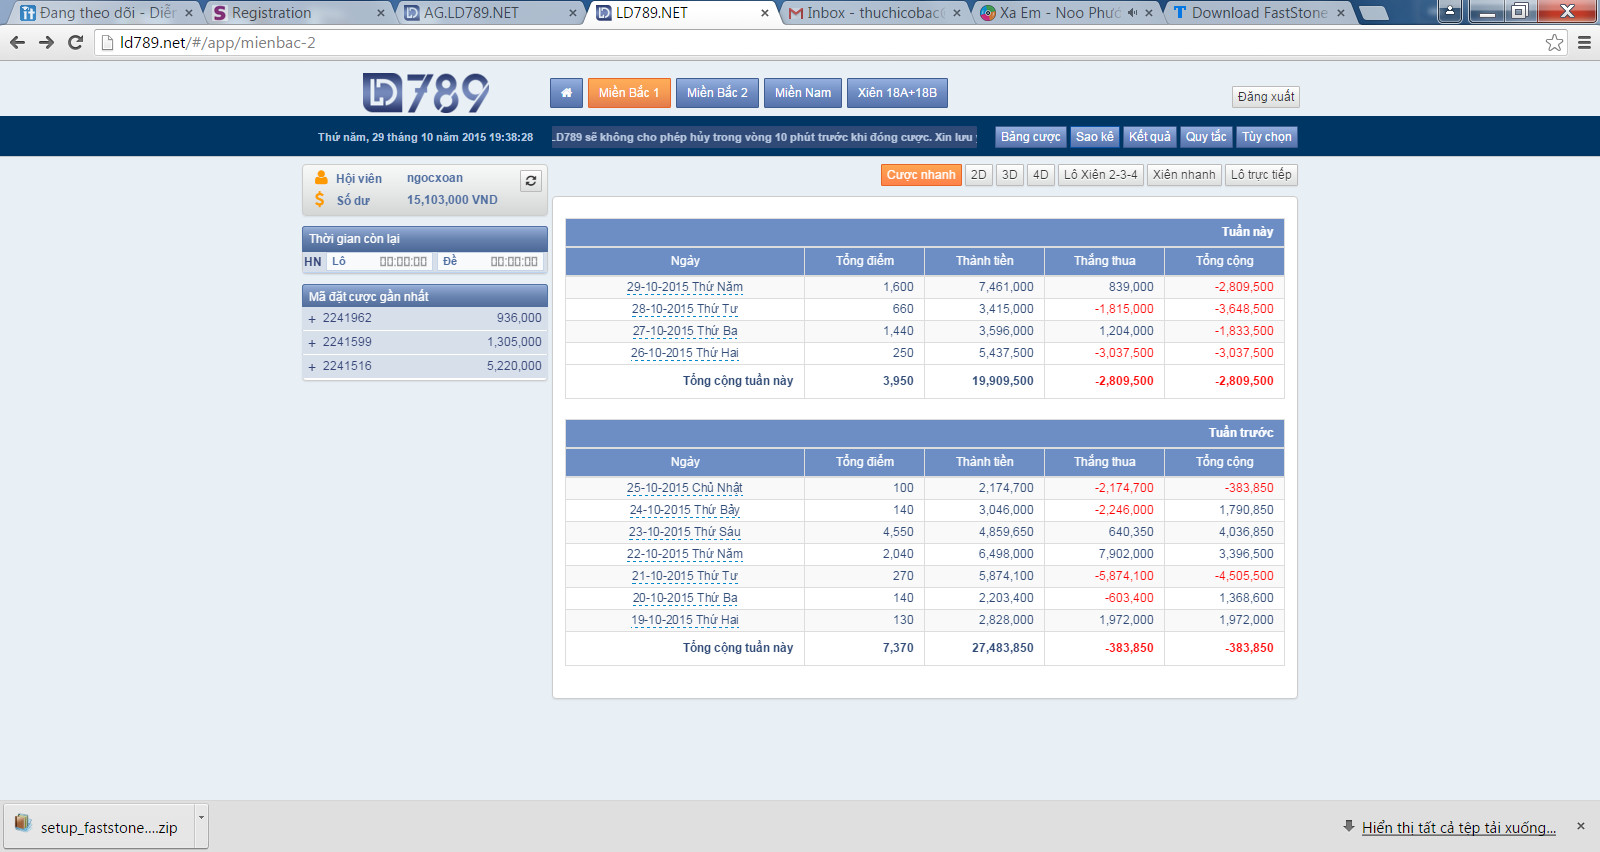 Đang theo dõi - Diễn
Registration
AG.LD789.NET
LD789.NET
Inbox - thuchicobac@
Xa Em - Noo Phướ
Download FastStone
ld789.net/#/app/mienbac-2
LD789
Miền Bắc 1
Miền Bắc 2
Miền Nam
Xiên 18A+18B
Đăng xuất
Thứ năm, 29 tháng 10 năm 2015 19:38:28
LD789 sẽ không cho phép hủy trong vòng 10 phút trước khi đóng cược. Xin lưu
Bảng cược
Sao kê
Kết quả
Quy tắc
Tùy chọn
Hội viên ngocxoan
Số dư 15,103,000 VND
Cược nhanh
2D
3D
4D
Lô Xiên 2-3-4
Xiên nhanh
Lô trực tiếp
Thời gian còn lại
HN Lô 00:00:00 Đề 00:00:00
Mã đặt cược gần nhất
+ 2241962 936,000
+ 2241599 1,305,000
+ 2241516 5,220,000
Tuần này
Ngày Tổng điểm Thành tiền Thắng thua Tổng cộng
29-10-2015 Thứ Năm 1,600 7,461,000 839,000 -2,809,500
28-10-2015 Thứ Tư 660 3,415,000 -1,815,000 -3,648,500
27-10-2015 Thứ Ba 1,440 3,596,000 1,204,000 -1,833,500
26-10-2015 Thứ Hai 250 5,437,500 -3,037,500 -3,037,500
Tổng cộng tuần này 3,950 19,909,500 -2,809,500 -2,809,500
Tuần trước
Ngày Tổng điểm Thành tiền Thắng thua Tổng cộng
25-10-2015 Chủ Nhật 100 2,174,700 -2,174,700 -383,850
24-10-2015 Thứ Bảy 140 3,046,000 -2,246,000 1,790,850
23-10-2015 Thứ Sáu 4,550 4,859,650 640,350 4,036,850
22-10-2015 Thứ Năm 2,040 6,498,000 7,902,000 3,396,500
21-10-2015 Thứ Tư 270 5,874,100 -5,874,100 -4,505,500
20-10-2015 Thứ Ba 140 2,203,400 -603,400 1,368,600
19-10-2015 Thứ Hai 130 2,828,000 1,972,000 1,972,000
Tổng cộng tuần này 7,370 27,483,850 -383,850 -383,850
setup_faststone....zip
Hiển thị tất cả tệp tải xuống...